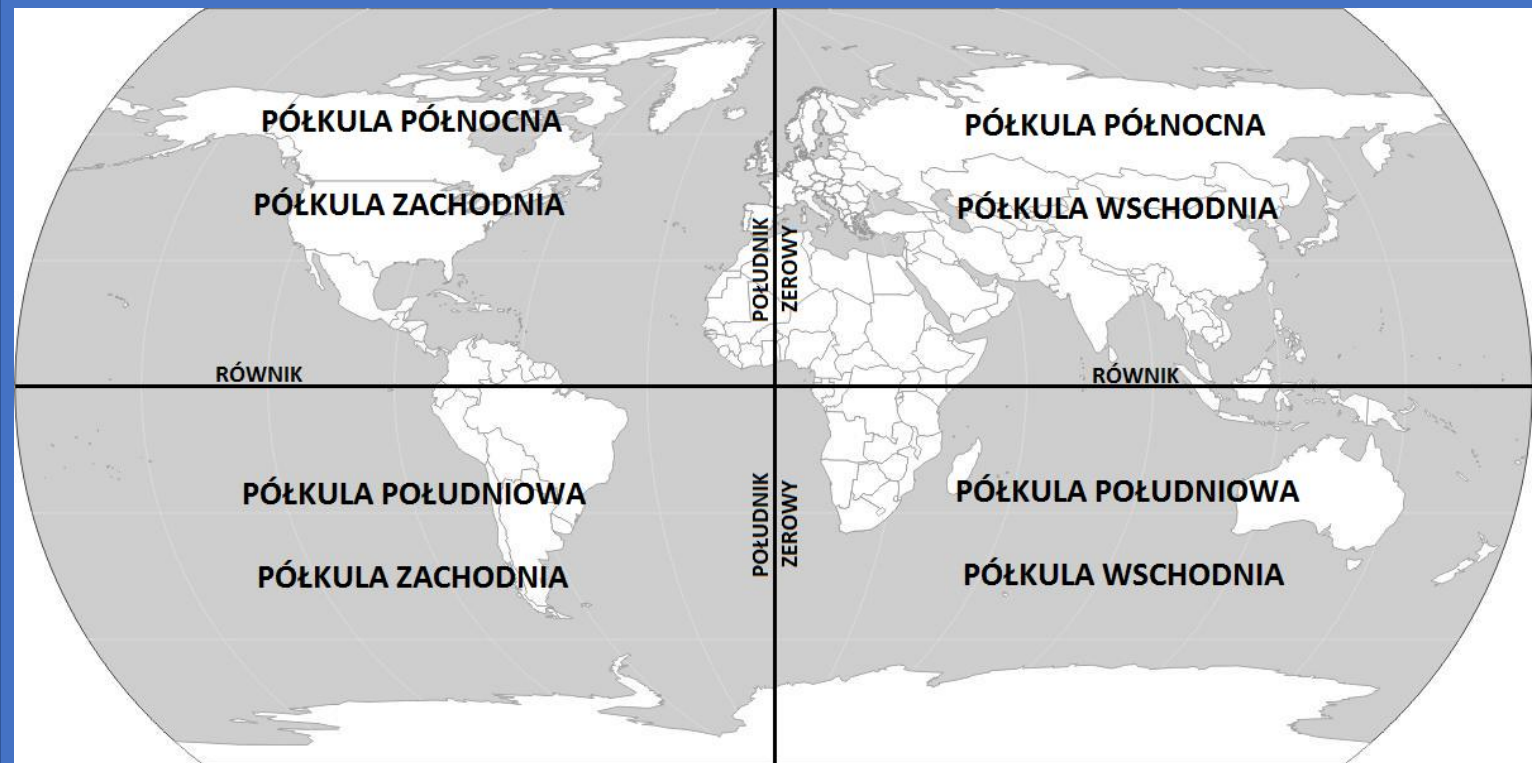 PÓŁKULA PÓŁNOCNA
PÓŁKULA ZACHODNIA
PÓŁKULA PÓŁNOCNA
PÓŁKULA WSCHODNIA
POŁUDNIK
ZEROWY
RÓWNIK
RÓWNIK
PÓŁKULA POŁUDNIOWA
PÓŁKULA ZACHODNIA
POŁUDNIK
ZEROWY
PÓŁKULA POŁUDNIOWA
PÓŁKULA WSCHODNIA